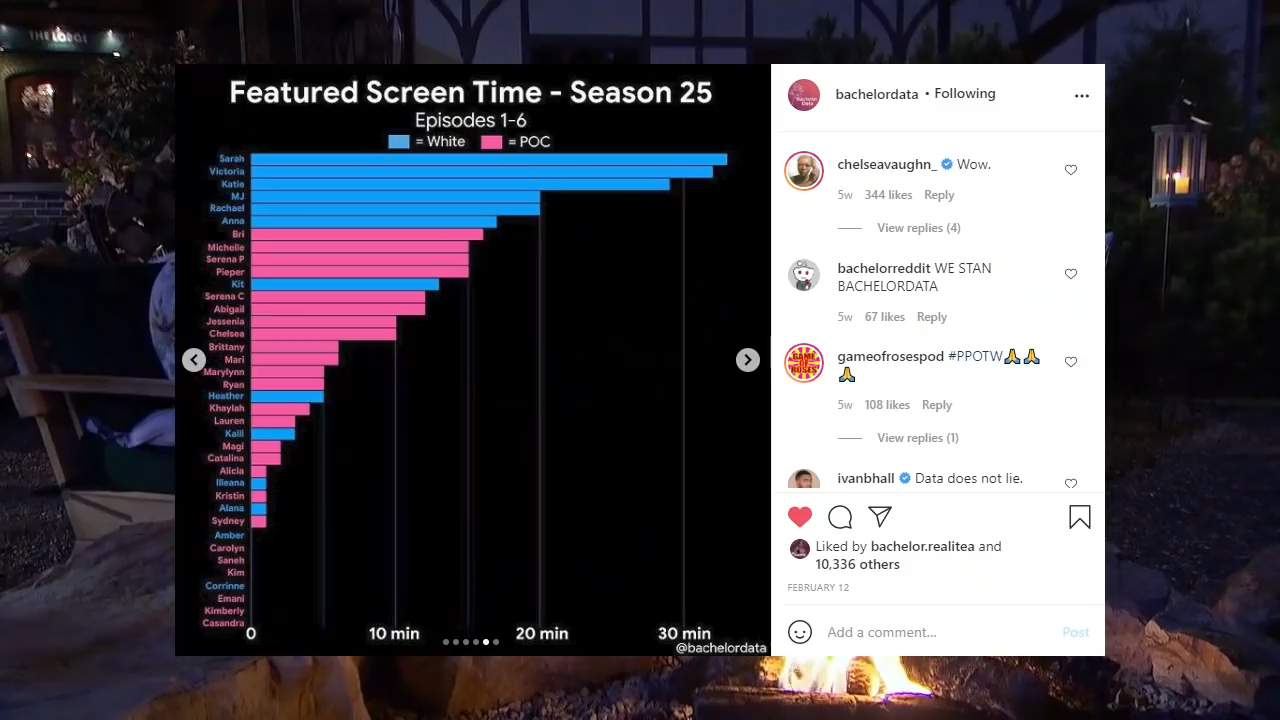 THE LODGE
Featured Screen Time - Season 25
Episodes 1-6
= White = POC
Sarah
Victoria
Katie
MJ
Rachael
Anna
Bri
Michelle
Serena P
Pieper
Kit
Serena C
Abigail
Jessenia
Chelsea
Brittany
Mari
Marylynn
Ryan
Heather
Khaylah
Lauren
Kaili
Magi
Catalina
Alicia
Illeana
Kristin
Alana
Sydney
Amber
Carolyn
Saneh
Kim
Corrinne
Emani
Kimberly
Casandra
0 10 min 20 min 30 min
@bachelordata
bachelordata • Following
chelseavaughn_ Wow.
5w 344 likes Reply
View replies (4)
bachelorreddit WE STAN
BACHELORDATA
5w 67 likes Reply
GAME OF ROSES
gameofrosespod #PPOTW🙏🙏
🙏
5w 108 likes Reply
View replies (1)
ivanbhall Data does not lie.
Liked by bachelor.realitea and
10,336 others
FEBRUARY 12
Add a comment... Post